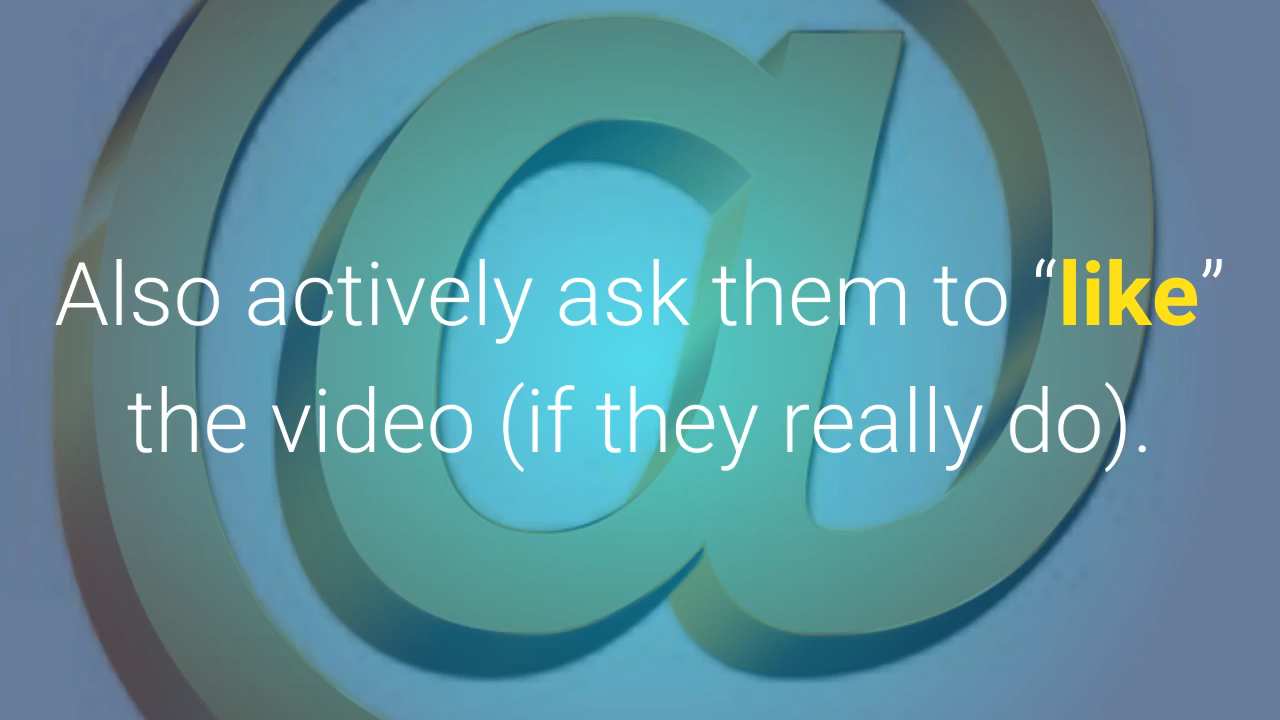 Also actively ask them to “like”
the video (if they really do).